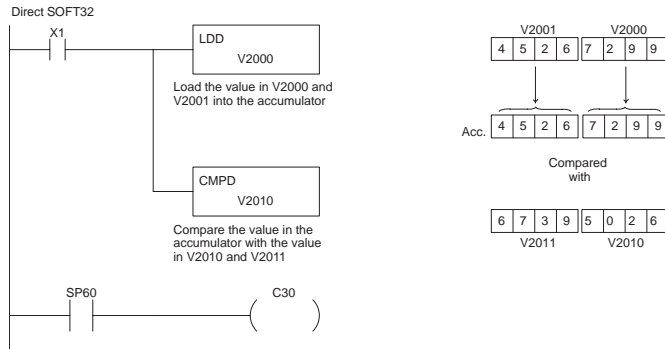 Direct SOFT32
X1
LDD
V2000
Load the value in V2000 and
V2001 into the accumulator
CMPD
V2010
Compare the value in the
accumulator with the value
in V2010 and V2011
SP60
C30
V2001 V2000
4 5 2 6 7 2 9 9
Acc. 4 5 2 6 7 2 9 9
Compared
with
6 7 3 9 5 0 2 6
V2011 V2010